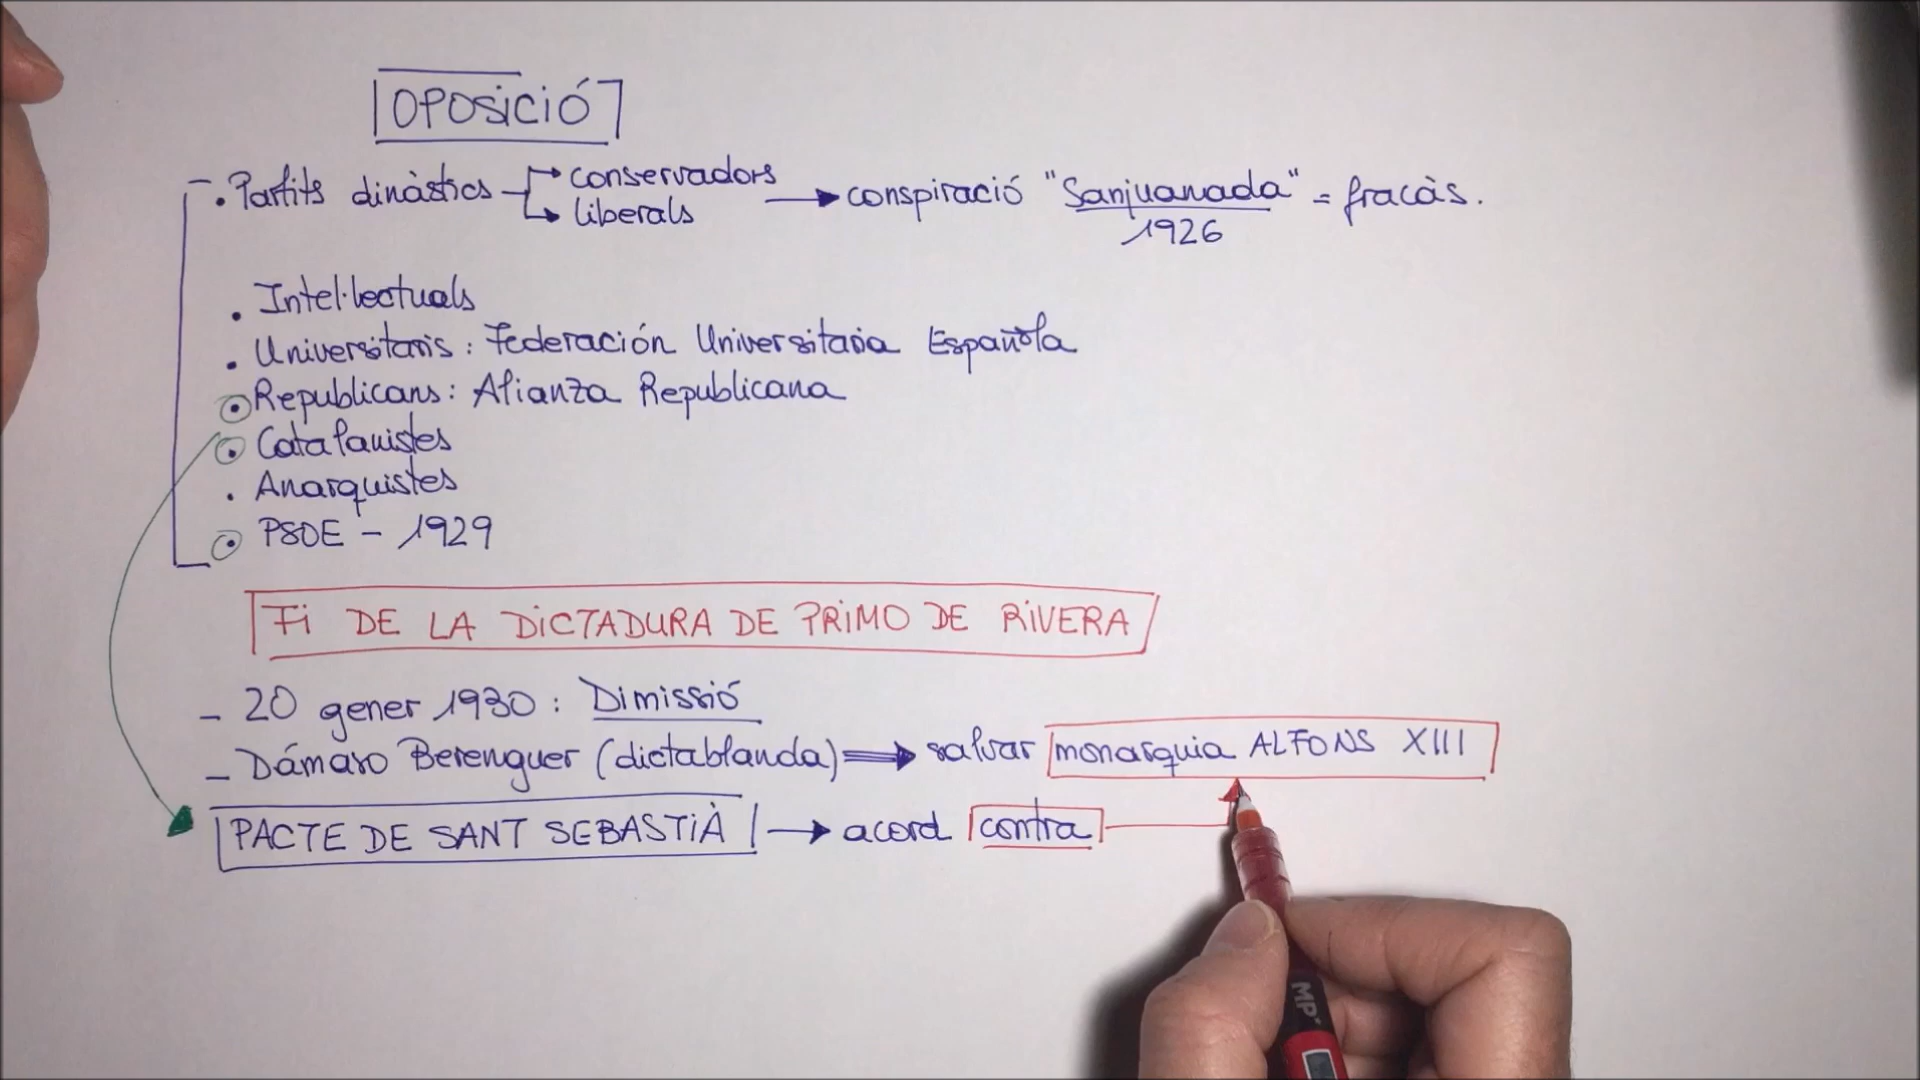 OPOSICIÓ
. Partits dinàstics conservadors → conspiració "Sanjuanada" = fracàs.
liberals 1926
. Intel·lectuals
. Universitaris : Federación Universitaria Española
. Republicans : Alianza Republicana
. Catalanistes
. Anarquistes
. PSOE - 1929
Fi DE LA DICTADURA DE PRIMO DE RIVERA
- 20 gener 1930 : Dimissió
- Dámaso Berenguer (dictablanda) ⇒ salvar monarquia ALFONS XIII
PACTE DE SANT SEBASTIÀ → acord contra
MP